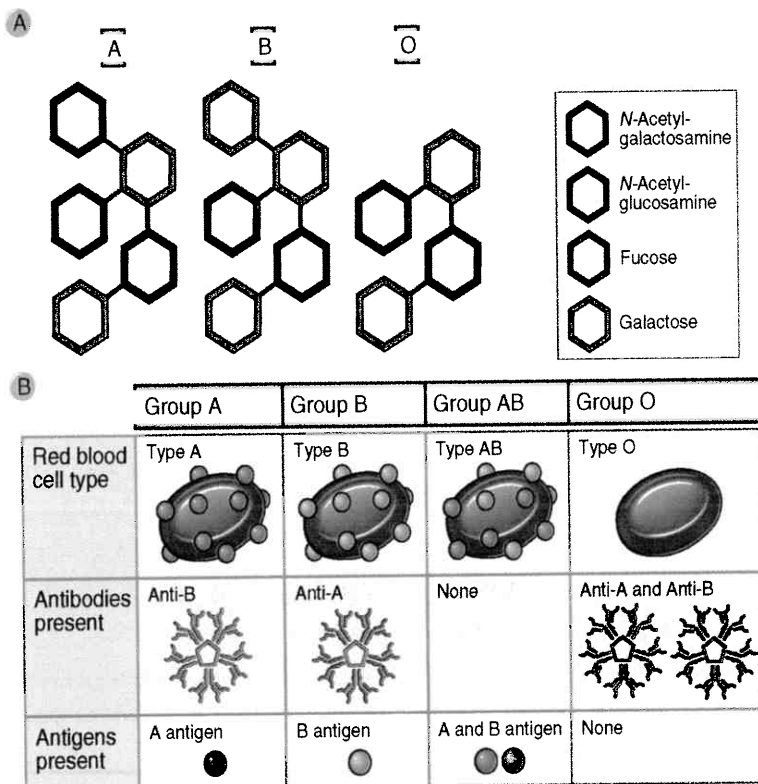 A
A B O
N-Acetyl-
galactosamine
N-Acetyl-
glucosamine
Fucose
Galactose
B
Group A Group B Group AB Group O
Red blood
cell type
Type A Type B Type AB Type O
Antibodies
present
Anti-B Anti-A None Anti-A and Anti-B
Antigens
present
A antigen B antigen A and B antigen None